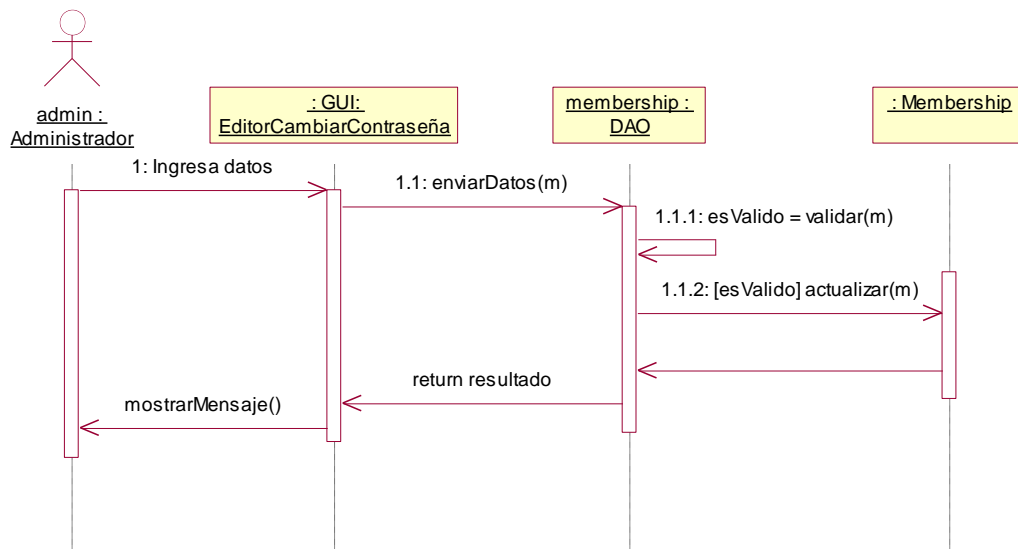 admin :
Administrador
: GUI:
EditorCambiarContraseña
membership :
DAO
: Membership
1: Ingresa datos
1.1: enviarDatos(m)
1.1.1: esValido = validar(m)
1.1.2: [esValido] actualizar(m)
return resultado
mostrarMensaje()